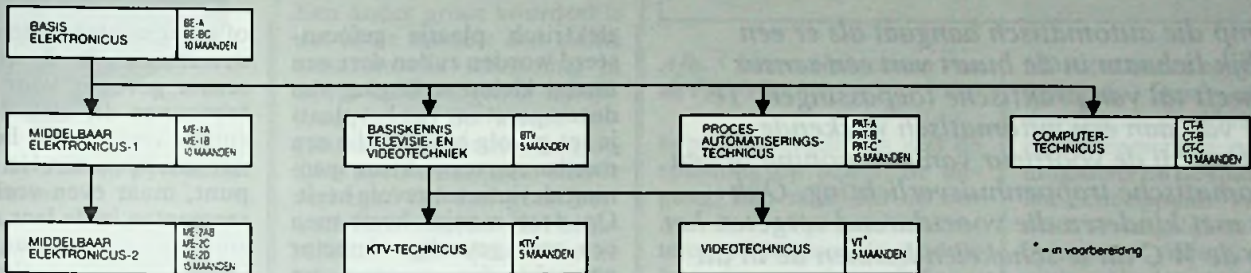 BASIS
ELEKTRONICUS
BE-A
BE-BC
10 MAANDEN
MIDDELBAAR
ELEKTRONICUS-1
ME-1A
ME-1B
10 MAANDEN
BASISKENNIS
TELEVISIE- EN
VIDEOTECHNIEK
BTV
5 MAANDEN
PROCES-
AUTOMATISERINGS-
TECHNICUS
PAT-A
PAT-B
PAT-C*
15 MAANDEN
COMPUTER-
TECHNICUS
CT-A
CT-B
CT-C
13 MAANDEN
MIDDELBAAR
ELEKTRONICUS-2
ME-2AB
ME-2C
ME-2D
15 MAANDEN
KTV-TECHNICUS
KTV*
5 MAANDEN
VIDEOTECHNICUS
VT*
5 MAANDEN
* = in voorbereiding